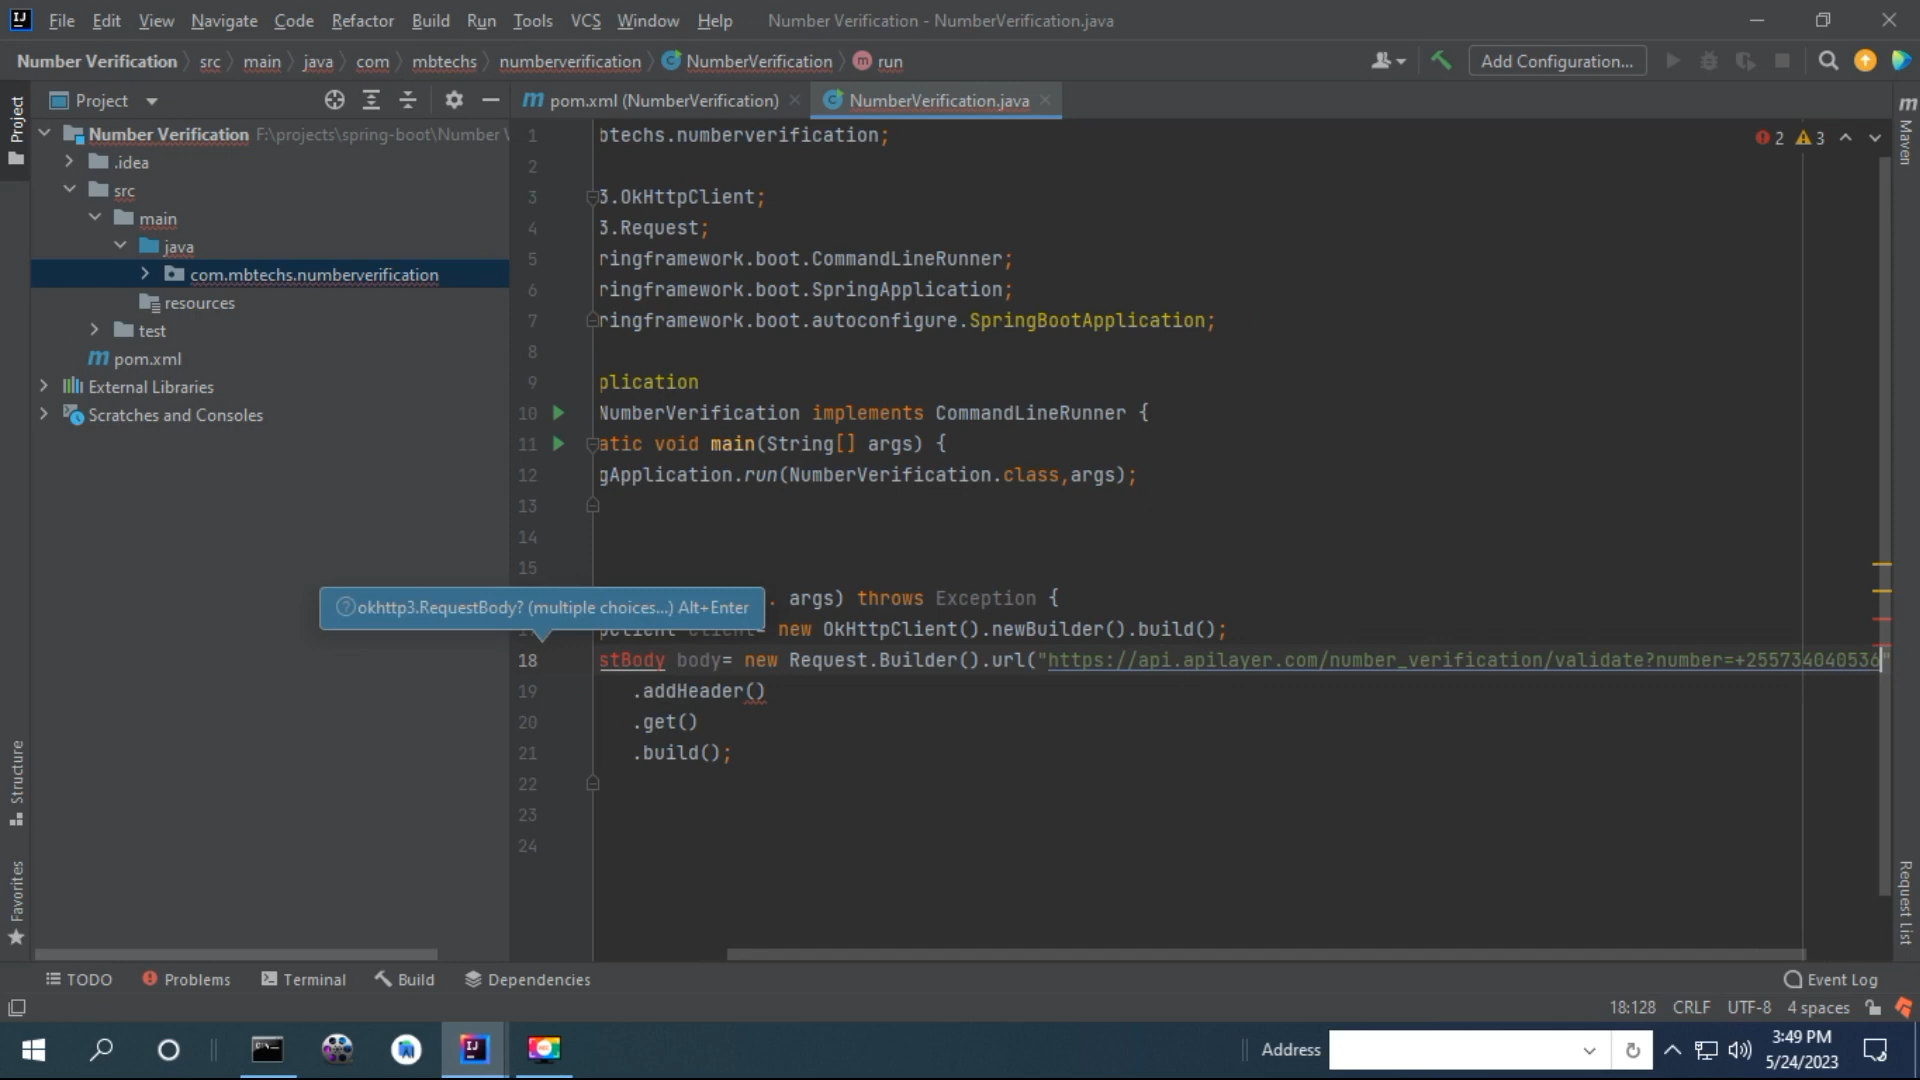 File Edit View Navigate Code Refactor Build Run Tools VCS Window Help Number Verification - NumberVerification.java
Number Verification src main java com mbtechs numberverification NumberVerification run
Add Configuration...
Project
pom.xml (NumberVerification)
NumberVerification.java
Project
Number Verification F:\projects\spring-boot\Number V
.idea
src
main
java
com.mbtechs.numberverification
resources
test
pom.xml
External Libraries
Scratches and Consoles
Structure
Favorites
2 3
Maven
Request List
1 btechs.numberverification;
2
3 3.OkHttpClient;
4 3.Request;
5 ringframework.boot.CommandLineRunner;
6 ringframework.boot.SpringApplication;
7 ringframework.boot.autoconfigure.SpringBootApplication;
8
9 plication
10 NumberVerification implements CommandLineRunner {
11 atic void main(String[] args) {
12 gApplication.run(NumberVerification.class,args);
13
14
15
okhttp3.RequestBody? (multiple choices...) Alt+Enter
. args) throws Exception {
new OkHttpClient().newBuilder().build();
18 stBody body= new Request.Builder().url("https://api.apilayer.com/number_verification/validate?number=+255734040536"
19 .addHeader()
20 .get()
21 .build();
22
23
24
TODO Problems Terminal Build Dependencies
Event Log
18:128 CRLF UTF-8 4 spaces
Address
3:49 PM
5/24/2023